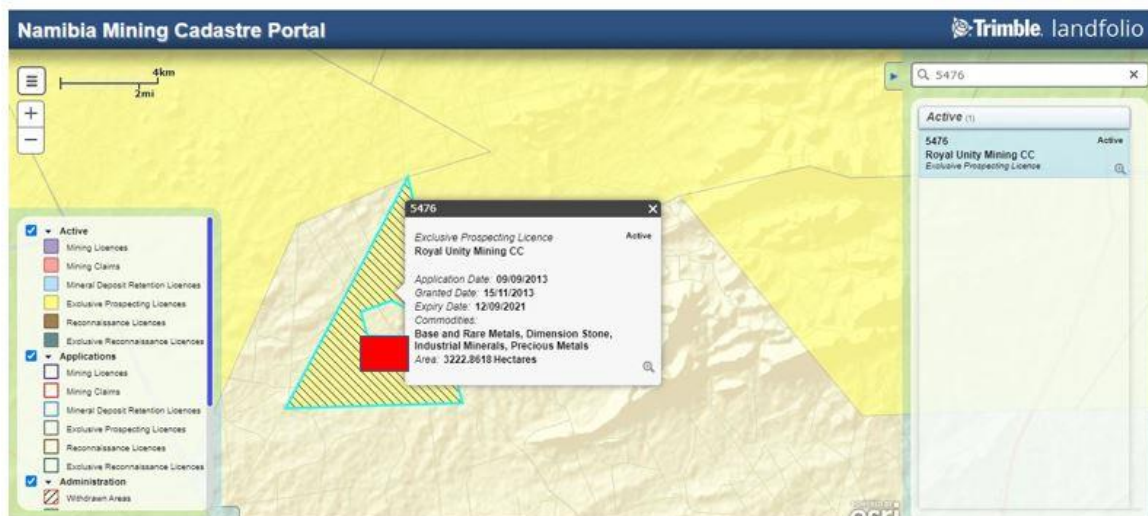 Namibia Mining Cadastre Portal
Trimble. landfolio
4km
2mi
5476
Active (1)
5476 Active
Royal Unity Mining CC
Exclusive Prospecting Licence
5476
Exclusive Prospecting Licence Active
Royal Unity Mining CC
Application Date: 09/09/2013
Granted Date: 15/11/2013
Expiry Date: 12/09/2021
Commodities:
Base and Rare Metals, Dimension Stone,
Industrial Minerals, Precious Metals
Area: 3222.8618 Hectares
Active
Mining Licences
Mining Claims
Mineral Deposit Retention Licences
Exclusive Prospecting Licences
Reconnaissance Licences
Exclusive Reconnaissance Licences
Applications
Mining Licences
Mining Claims
Mineral Deposit Retention Licences
Exclusive Prospecting Licences
Reconnaissance Licences
Exclusive Reconnaissance Licences
Administration
Withdrawn Areas
esri